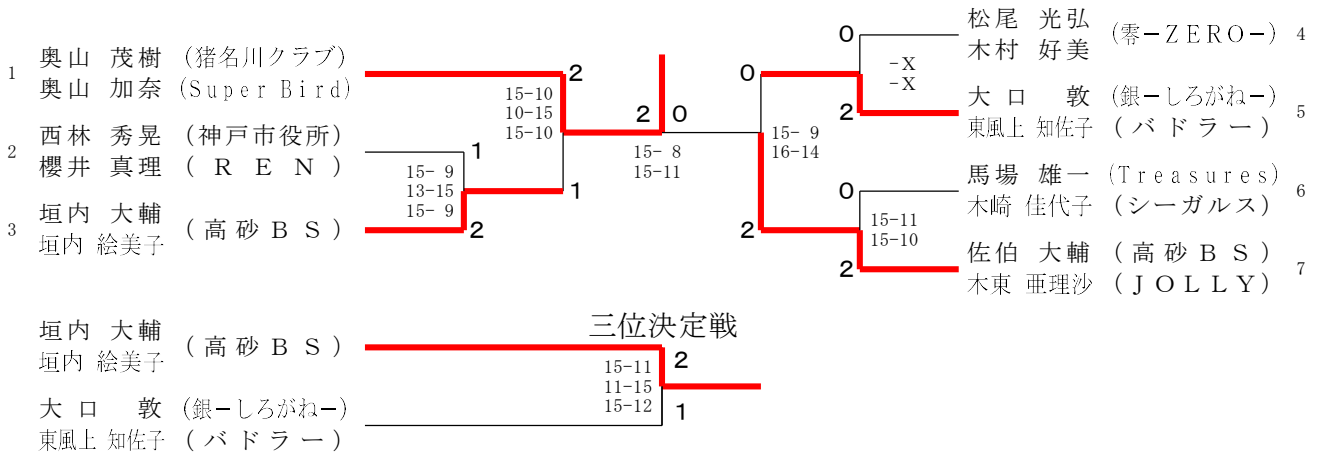 1
奥山 茂樹 (猪名川クラブ)
奥山 加奈 (Super Bird)
2
西林 秀晃 (神戸市役所)
櫻井 真理 (ＲＥＮ)
3
垣内 大輔
垣内 絵美子
(高砂ＢＳ)
1
15- 9
13-15
15- 9
2
2
15-10
10-15
15-10
1
2 0
15- 8
15-11
0
15- 9
16-14
2
0
-X
-X
2
0
15-11
15-10
2
松尾 光弘
木村 好美
(零－ＺＥＲＯ－)
4
大口 敦 (銀－しろがね－)
東風上 知佐子 (バドラー)
5
馬場 雄一 (Treasures)
木崎 佳代子 (シーガルス)
6
佐伯 大輔 (高砂ＢＳ)
木東 亜理沙 (ＪＯＬＬＹ)
7
三位決定戦
垣内 大輔
垣内 絵美子
(高砂ＢＳ)
大口 敦 (銀－しろがね－)
東風上 知佐子 (バドラー)
2
15-11
11-15
15-12
1